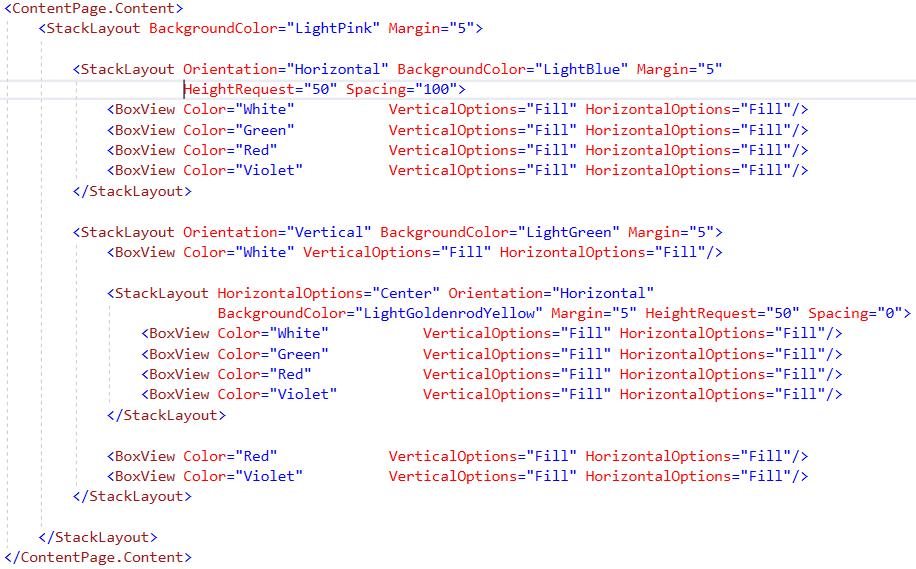 <ContentPage.Content>
    <StackLayout BackgroundColor="LightPink" Margin="5">
        <StackLayout Orientation="Horizontal" BackgroundColor="LightBlue" Margin="5"
                     HeightRequest="50" Spacing="100">
            <BoxView Color="White"           VerticalOptions="Fill" HorizontalOptions="Fill"/>
            <BoxView Color="Green"           VerticalOptions="Fill" HorizontalOptions="Fill"/>
            <BoxView Color="Red"             VerticalOptions="Fill" HorizontalOptions="Fill"/>
            <BoxView Color="Violet"          VerticalOptions="Fill" HorizontalOptions="Fill"/>
        </StackLayout>
        <StackLayout Orientation="Vertical" BackgroundColor="LightGreen" Margin="5">
            <BoxView Color="White" VerticalOptions="Fill" HorizontalOptions="Fill"/>
            <StackLayout HorizontalOptions="Center" Orientation="Horizontal"
                         BackgroundColor="LightGoldenrodYellow" Margin="5" HeightRequest="50" Spacing="0">
                <BoxView Color="White"           VerticalOptions="Fill" HorizontalOptions="Fill"/>
                <BoxView Color="Green"           VerticalOptions="Fill" HorizontalOptions="Fill"/>
                <BoxView Color="Red"             VerticalOptions="Fill" HorizontalOptions="Fill"/>
                <BoxView Color="Violet"          VerticalOptions="Fill" HorizontalOptions="Fill"/>
            </StackLayout>
            <BoxView Color="Red"             VerticalOptions="Fill" HorizontalOptions="Fill"/>
            <BoxView Color="Violet"          VerticalOptions="Fill" HorizontalOptions="Fill"/>
        </StackLayout>
    </StackLayout>
</ContentPage.Content>